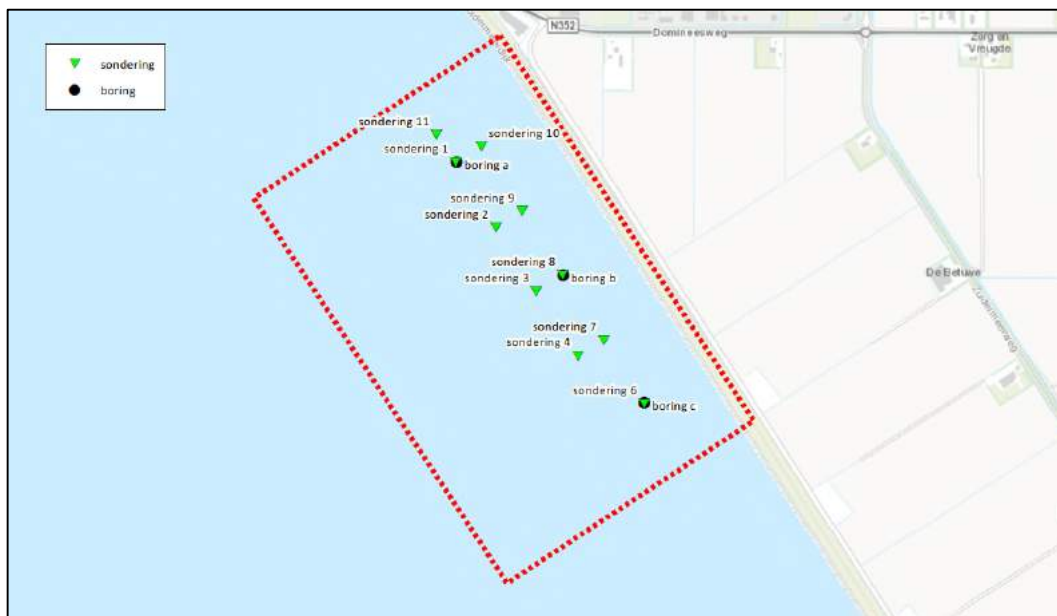 N352
Domineesweg
Zorg en
Vreugde
sondering
boring
sondering 11
sondering 10
sondering 1
boring a
sondering 9
sondering 2
sondering 8
boring b
sondering 3
De Betuwe
sondering 7
sondering 4
sondering 6
boring c